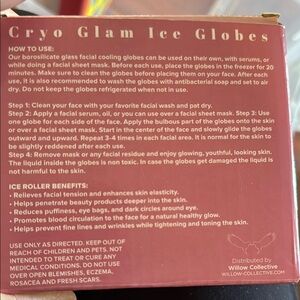 Cryo Glam Ice Globes
HOW TO USE:
Our borosilicate glass facial cooling globes can be used on their own, with serums, or
while doing a facial sheet mask. Before each use, place the globes in the freezer for 20
minutes. Make sure to clean the globes before placing them on your face. After each
use, it is also recommended to wash the globes with antibacterial soap and set to air
dry. Do not keep the globes refrigerated when not in use.
Step 1: Clean your face with your favorite facial wash and pat dry.
Step 2: Apply a facial serum, oil, or you can use over a facial sheet mask. Step 3: Use
one globe for each side of the face. Apply the bulbous part of the globes onto the skin
or over a facial sheet mask. Start in the center of the face and slowly glide the globes
outward and upward. Repeat 3-4 times in each facial area. It is normal for the skin to
be slightly reddened after each use.
Step 4: Remove mask or any facial residue and enjoy glowing, youthful, looking skin.
The liquid inside the globes is non toxic. In case the globes get damaged the liquid is
not harmful to the skin.
ICE ROLLER BENEFITS:
• Relieves facial tension and enhances skin elasticity.
• Helps penetrate beauty products deeper into the skin.
• Reduces puffiness, eye bags, and dark circles around eye.
• Promotes blood circulation to the face for a natural healthy glow.
• Helps prevent fine lines and wrinkles while tightening and toning the skin.
USE ONLY AS DIRECTED. KEEP OUT OF
REACH OF CHILDREN AND PETS. NOT
INTENDED TO TREAT OR CURE ANY
MEDICAL CONDITIONS. DO NOT USE
OVER OPEN BLEMISHES, ECZEMA,
ROSACEA AND FRESH SCARS.
Distributed by
Willow Collective
WILLOW-COLLECTIVE.COM